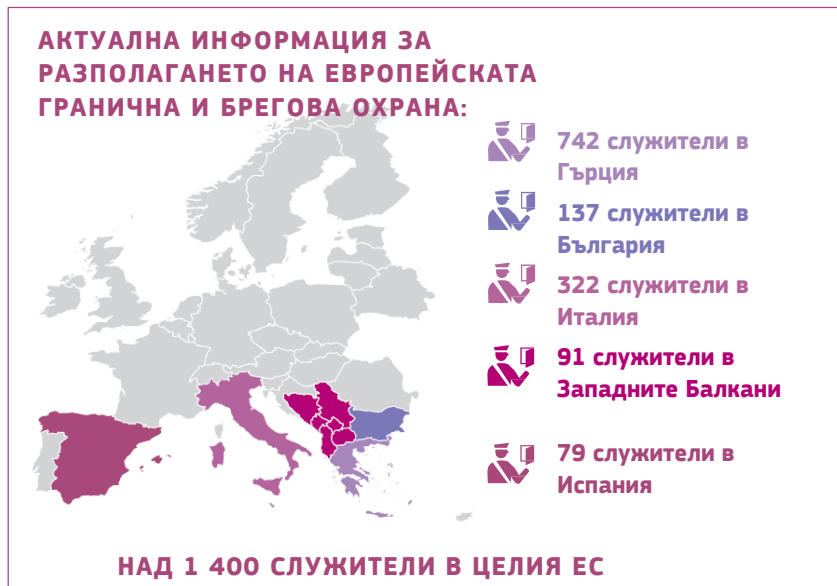 АКТУАЛНА ИНФОРМАЦИЯ ЗА
РАЗПОЛАГАНЕТО НА ЕВРОПЕЙСКАТА
ГРАНИЧНА И БРЕГОВА ОХРАНА:
742 служители в
Гърция
137 служители в
България
322 служители в
Италия
91 служители в
Западните Балкани
79 служители в
Испания
НАД 1 400 СЛУЖИТЕЛИ В ЦЕЛИЯ ЕС